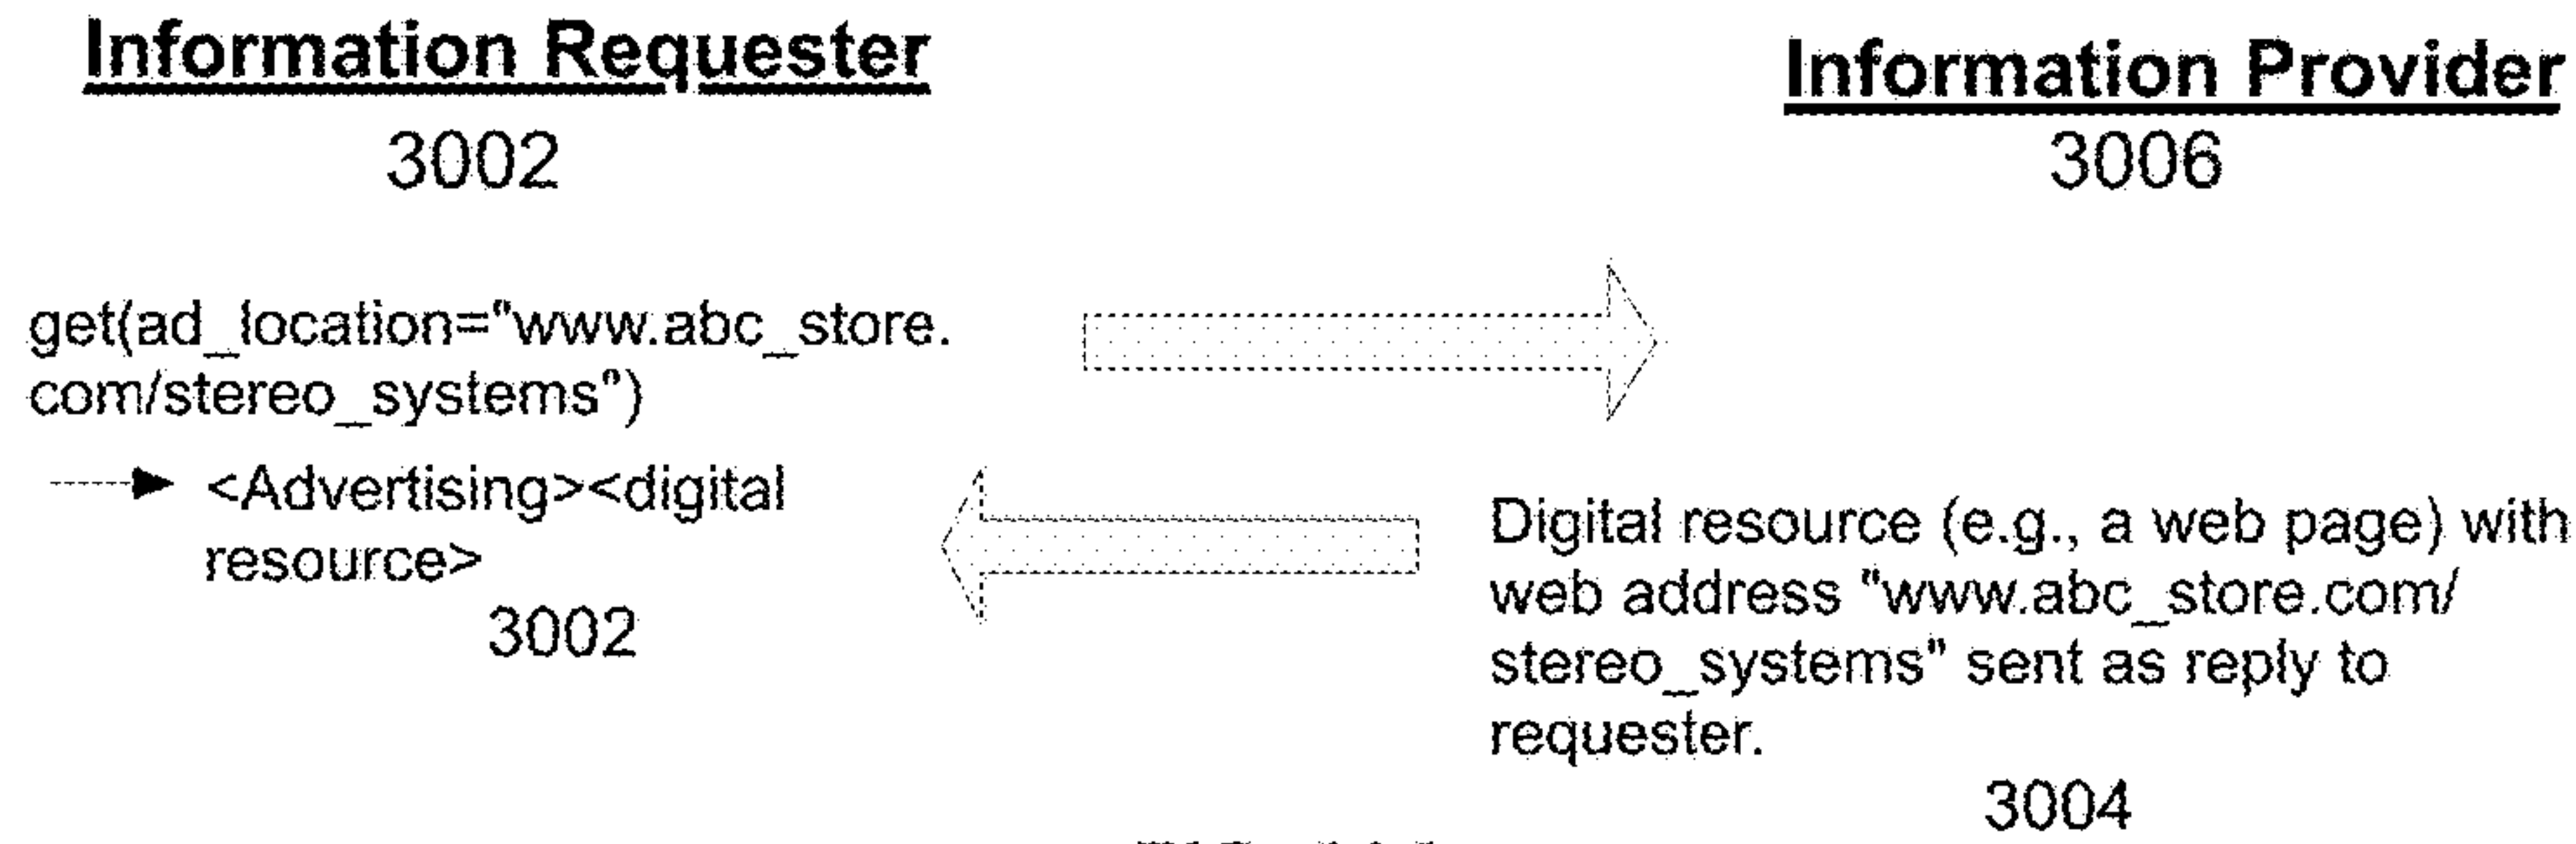 Information Requester
3002
Information Provider
3006
get(ad_location="www.abc_store.
com/stereo_systems")
<Advertising><digital
resource>
3002
Digital resource (e.g., a web page) with
web address "www.abc_store.com/
stereo_systems" sent as reply to
requester.
3004